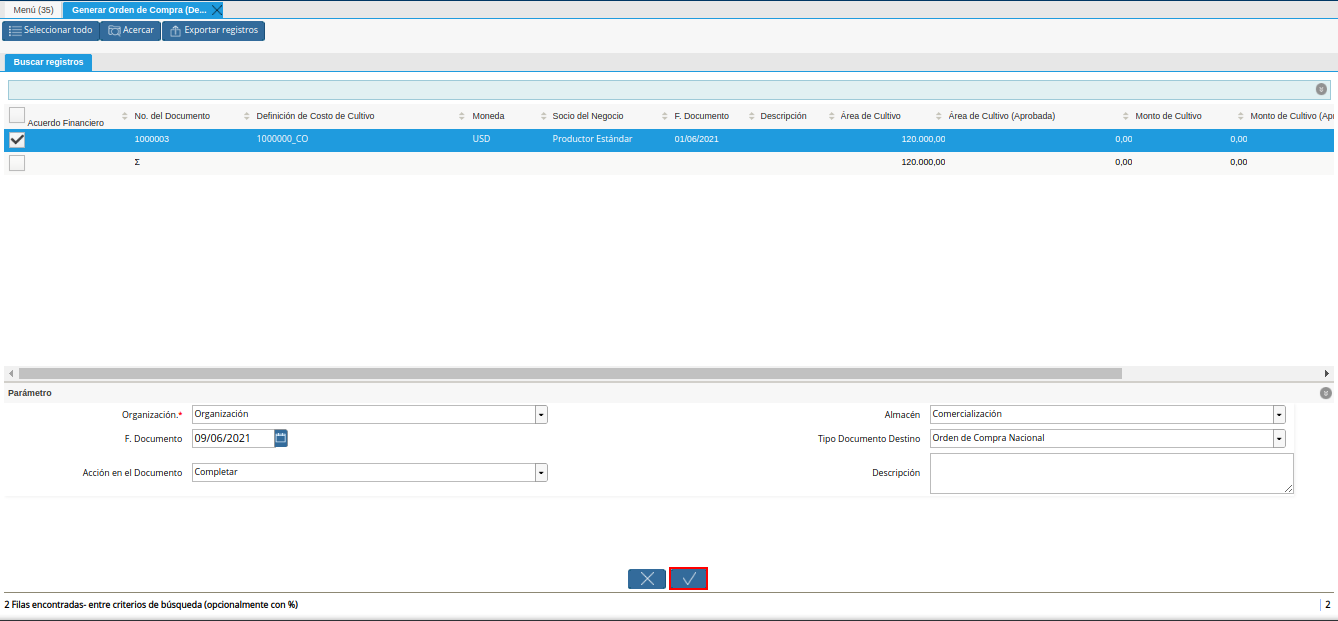 Menú (35) Generar Orden de Compra (De...
Seleccionar todo Acercar Exportar registros
Buscar registros
Acuerdo Financiero No. del Documento Definición de Costo de Cultivo Moneda Socio del Negocio F. Documento Descripción Área de Cultivo Área de Cultivo (Aprobada) Monto de Cultivo Monto de Cultivo (Apr
1000003 1000000_CO USD Productor Estándar 01/06/2021 120.000,00 0,00 0,00
Σ 120.000,00 0,00 0,00
Parámetro
Organización.* Organización Almacén Comercialización
F. Documento 09/06/2021 Tipo Documento Destino Orden de Compra Nacional
Acción en el Documento Completar Descripción
2 Filas encontradas- entre criterios de búsqueda (opcionalmente con %) 2